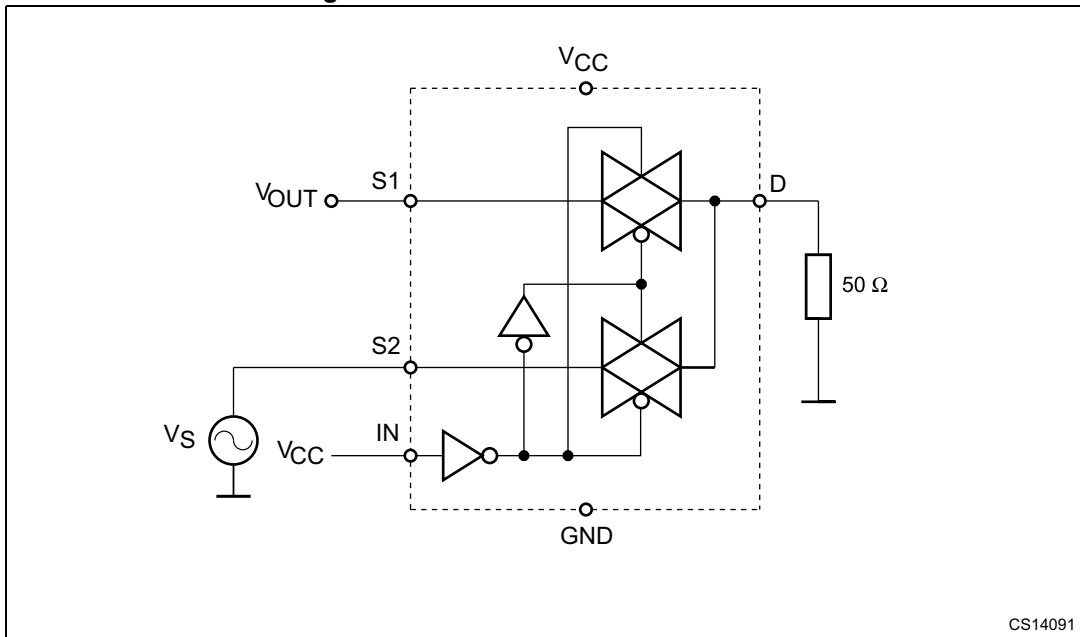 VCC
S1
D
VOUT
50 Ω
S2
IN
VS
VCC
GND
CS14091